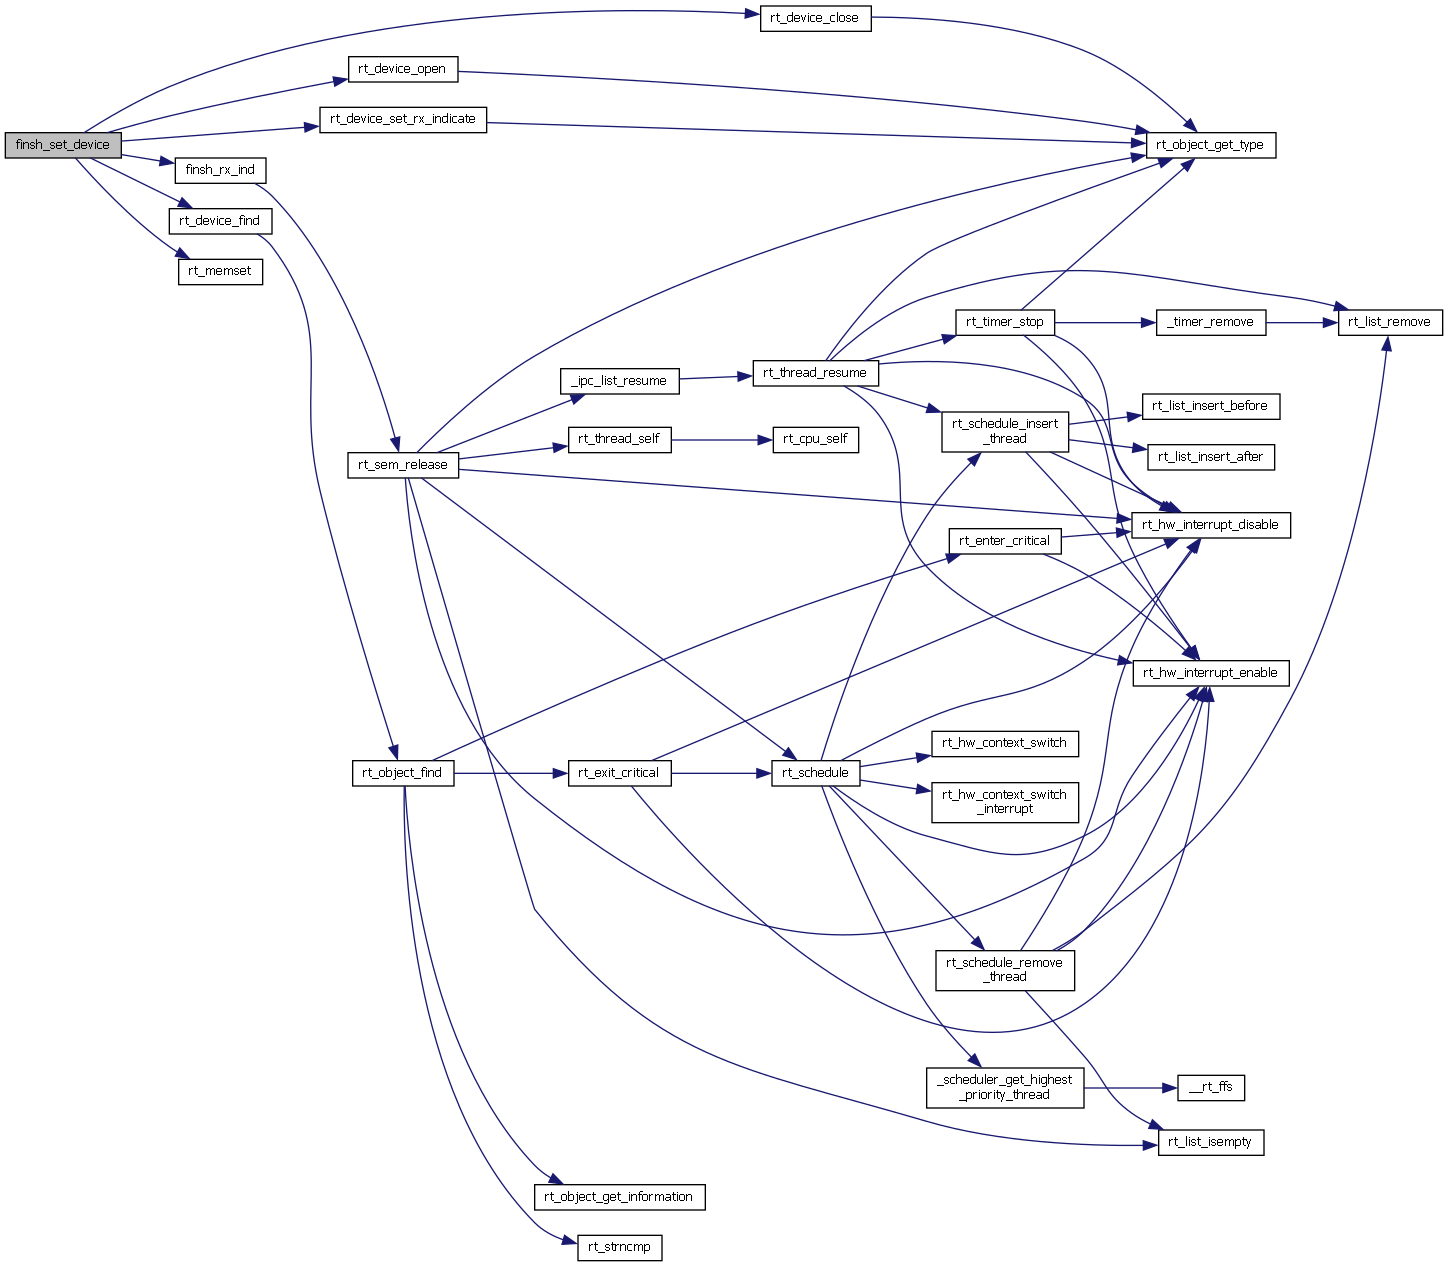 rt_device_close
rt_device_open
rt_device_set_rx_indicate
finsh_set_device
rt_object_get_type
finsh_rx_ind
rt_device_find
rt_memset
rt_timer_stop
_timer_remove
rt_list_remove
rt_thread_resume
_ipc_list_resume
rt_list_insert_before
rt_schedule_insert
_thread
rt_thread_self
rt_cpu_self
rt_list_insert_after
rt_sem_release
rt_hw_interrupt_disable
rt_enter_critical
rt_hw_interrupt_enable
rt_hw_context_switch
rt_object_find
rt_exit_critical
rt_schedule
rt_hw_context_switch
_interrupt
rt_schedule_remove
_thread
_scheduler_get_highest
_priority_thread
__rt_ffs
rt_list_isempty
rt_object_get_information
rt_strncmp